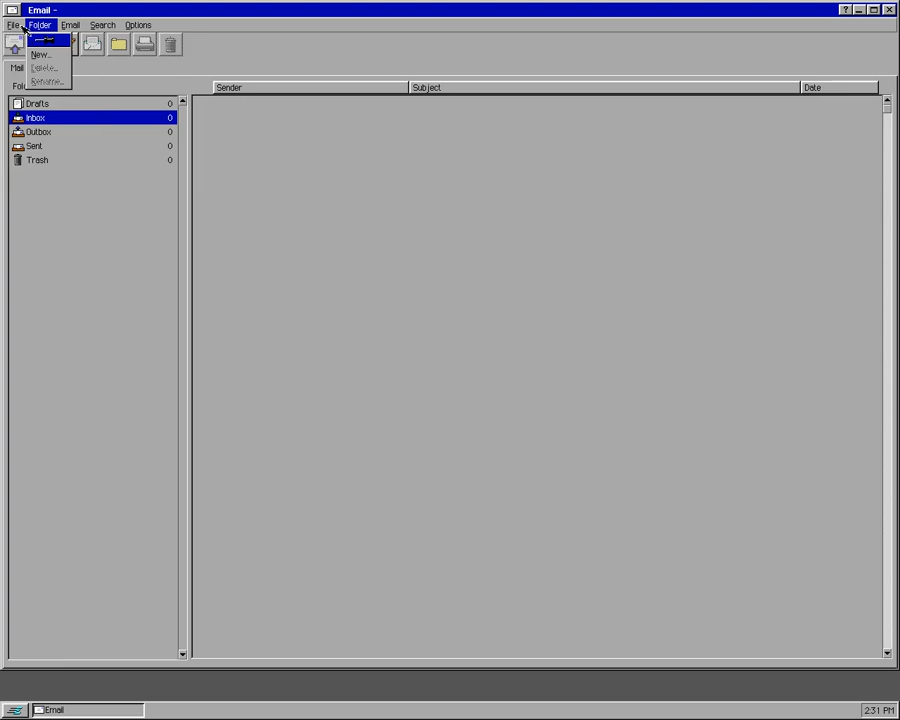 Email -
File Folder Email Search Options
New...
Delete...
Rename...
Mail
Fol
Sender Subject Date
Drafts 0
Inbox 0
Outbox 0
Sent 0
Trash 0
Email
2:31 PM